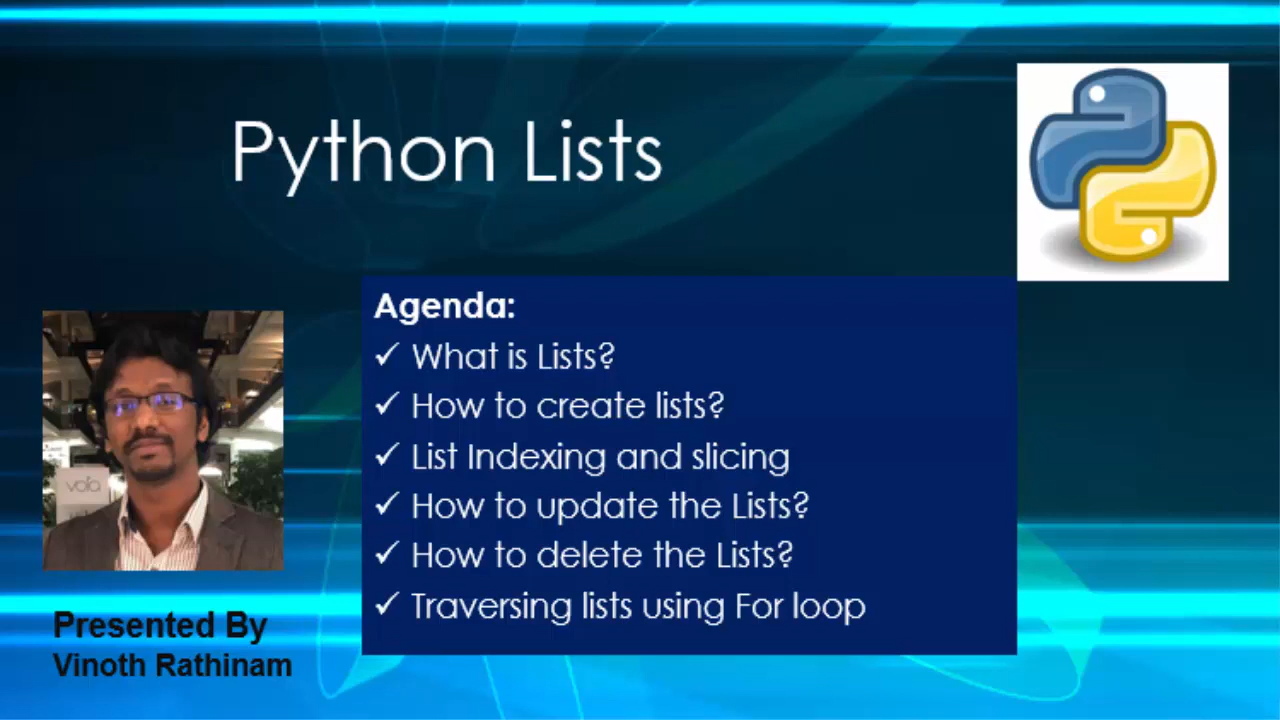 Python Lists
Agenda:
✓ What is Lists?
✓ How to create lists?
✓ List Indexing and slicing
✓ How to update the Lists?
✓ How to delete the Lists?
✓ Traversing lists using For loop
voia
Presented By
Vinoth Rathinam